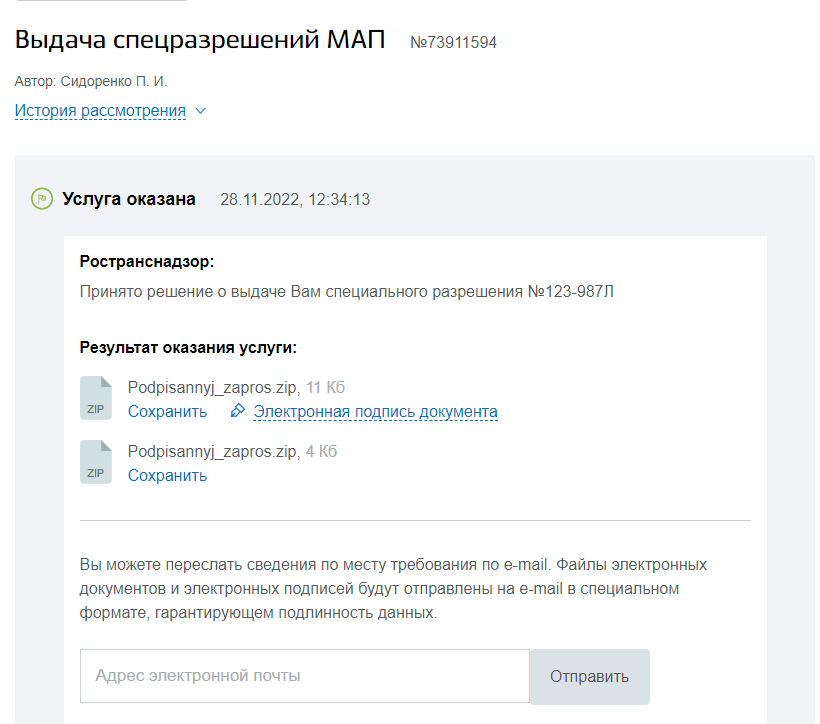 Выдача спецразрешений МАП №73911594
Автор: Сидоренко П. И.
История рассмотрения
Услуга оказана 28.11.2022, 12:34:13
Ространснадзор:
Принято решение о выдаче Вам специального разрешения №123-987Л
Результат оказания услуги:
Podpisannyj_zapros.zip, 11 Кб
ZIP
Сохранить Электронная подпись документа
Podpisannyj_zapros.zip, 4 Кб
ZIP
Сохранить
Вы можете переслать сведения по месту требования по e-mail. Файлы электронных
документов и электронных подписей будут отправлены на e-mail в специальном
формате, гарантирующем подлинность данных.
Адрес электронной почты Отправить